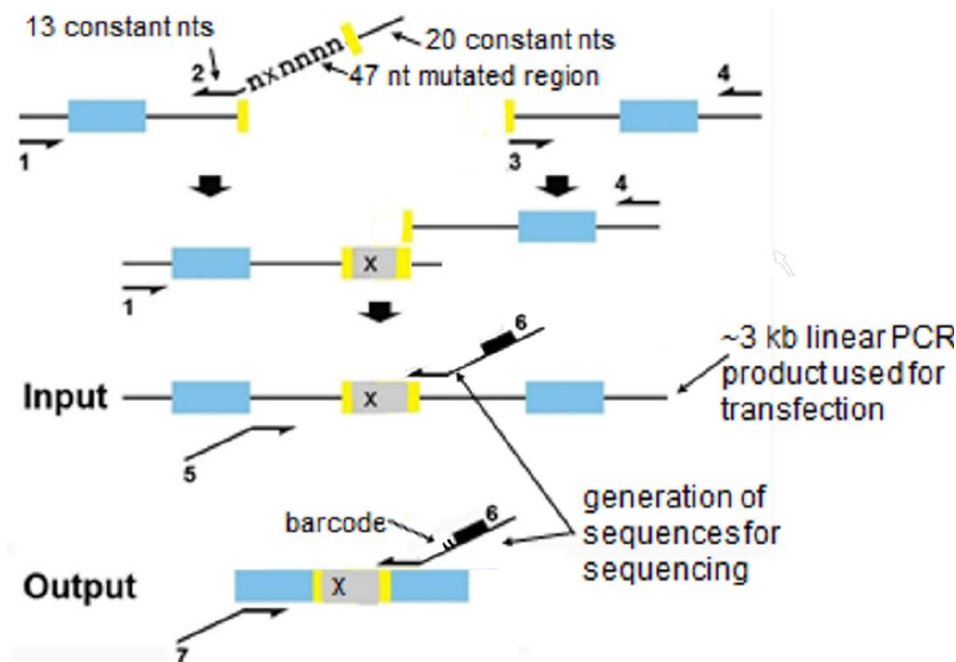 13 constant nts
20 constant nts
nxnnnn
47 nt mutated region
2
4
1
3
4
X
1
6
~3 kb linear PCR
product used for
transfection
Input
X
5
generation of
sequences for
sequencing
barcode
6
Output
X
7